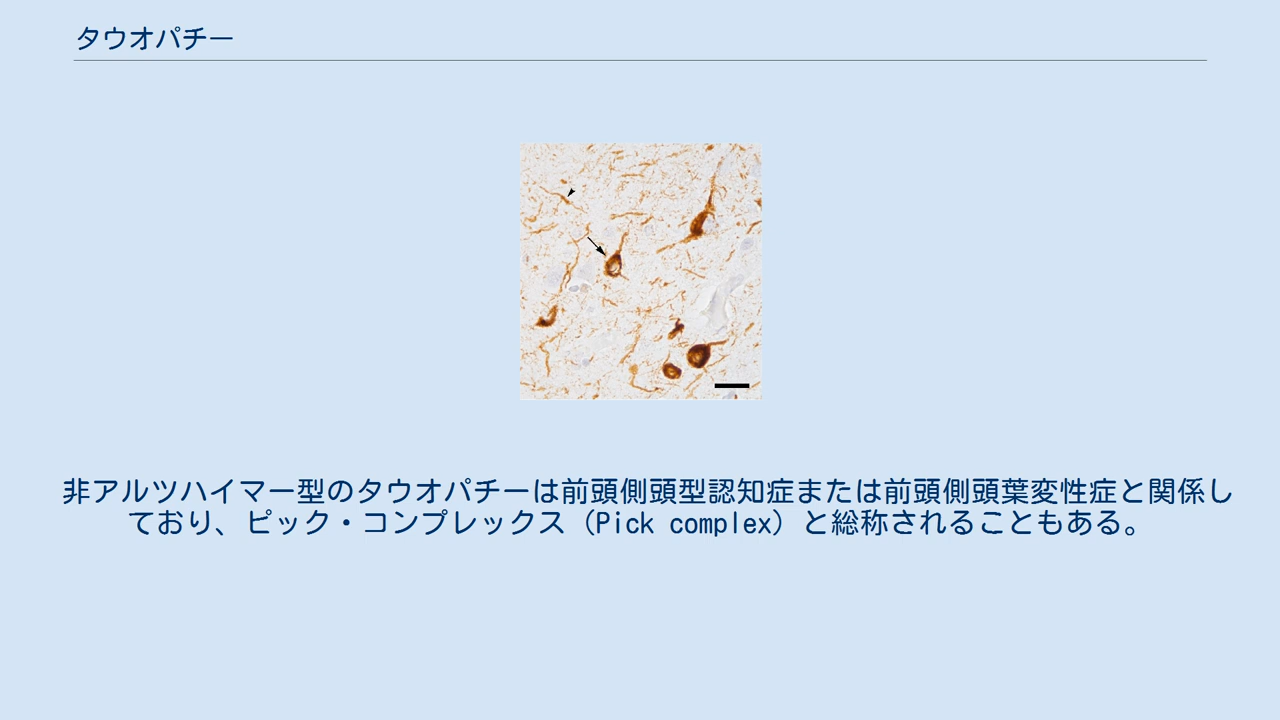 タウオパチー
非アルツハイマー型のタウオパチーは前頭側頭型認知症または前頭側頭葉変性症と関係し
ており、ピック・コンプレックス（Pick complex）と総称されることもある。